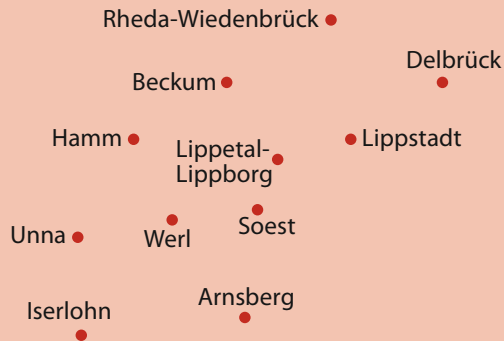 Rheda-Wiedenbrück
Delbrück
Beckum
Hamm
Lippetal-
Lippborg
Lippstadt
Soest
Unna
Werl
Arnsberg
Iserlohn